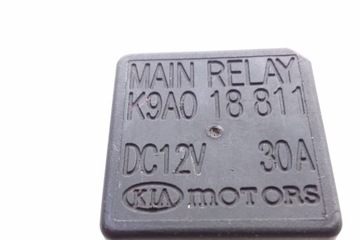 MAIN RELAY
K9A0 18 811
DC12V 30A
KIA MOTORS